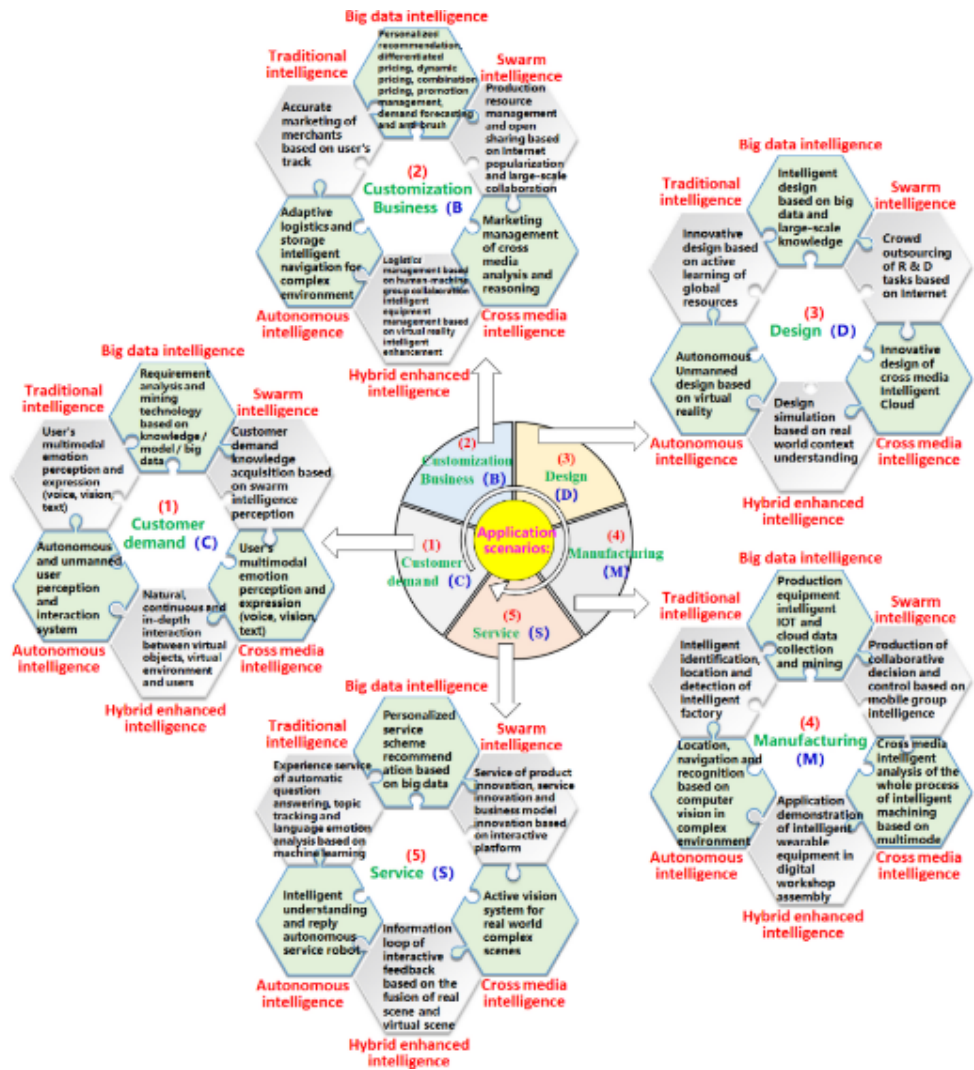 Big data intelligence
Personalized
recommendation,
differentiated
pricing, dynamic
pricing, combination
pricing, promotion
management,
demand forecasting
and anti brush
Traditional
intelligence
Accurate
marketing of
merchants
based on user's
track
Swarm
intelligence
Production
resource
management
and open
sharing based
on Internet
popularization
and large-scale
collaboration
(2)
Customization
Business (B
Adaptive
logistics and
storage
intelligent
navigation for
complex
environment
Autonomous
intelligence
Logistics
management based
on human-machine
group collaboration
intelligent
equipment
management based
on virtual reality
intelligent
enhancement
Hybrid enhanced
intelligence
Marketing
management
of cross
media
analysis and
reasoning
Cross media
intelligence
Big data intelligence
Intelligent
design
based on big
data and
large-scale
knowledge
Traditional
intelligence
Innovative
design based
on active
learning of
global
resources
Swarm
intelligence
Crowd
outsourcing
of R & D
tasks based
on Internet
(3)
Design (D)
Autonomous
Unmanned
design based
on virtual
reality
Autonomous
intelligence
Design
simulation
based on real
world context
understanding
Hybrid enhanced
intelligence
Innovative
design of
cross media
Intelligent
Cloud
Cross media
intelligence
Big data intelligence
Requirement
analysis and
mining
technology
based on
knowledge /
model / big
data
Traditional
intelligence
User's
multimodal
emotion
perception and
expression
(voice, vision,
text)
Swarm
intelligence
Customer
demand
knowledge
acquisition
based on
swarm
intelligence
perception
(1)
Customer
demand (C)
Autonomous
and unmanned
user
perception
and
interaction
system
Autonomous
intelligence
Natural,
continuous and
in-depth
interaction
between virtual
objects, virtual
environment
and users
Hybrid enhanced
intelligence
User's
multimodal
emotion
perception and
expression
(voice, vision,
text)
Cross media
intelligence
(2)
Customization
Business (B)
(3)
Design
(D)
(1)
Customer
demand (C)
Application
scenarios:
(4)
Manufacturing
(M)
(5)
Service (S)
Big data intelligence
Production
equipment
intelligent
IOT and
cloud data
collection
and mining
Traditional
intelligence
Intelligent
identification,
location and
detection of
intelligent
factory
Swarm
intelligence
Production of
collaborative
decision and
control based on
mobile group
intelligence
(4)
Manufacturing
(M)
Location,
navigation and
recognition
based on
computer
vision in
complex
environment
Autonomous
intelligence
Application
demonstration
of intelligent
wearable
equipment in
digital
workshop
assembly
Hybrid enhanced
intelligence
Cross media
intelligent
analysis of the
whole process
of intelligent
machining
based on
multimode
Cross media
intelligence
Big data intelligence
Personalized
service
scheme
recommend
ation based
on big data
Traditional
intelligence
Experience service
of automatic
question
answering, topic
tracking and
language emotion
analysis based on
machine learning
Swarm
intelligence
Service of product
innovation, service
innovation and
business model
innovation based
on interactive
platform
(5)
Service (S)
Intelligent
understanding
and reply
autonomous
service robot
Autonomous
intelligence
Information
loop of
interactive
feedback
based on the
fusion of real
scene and
virtual scene
Hybrid enhanced
intelligence
Active vision
system for
real world
complex
scenes
Cross media
intelligence